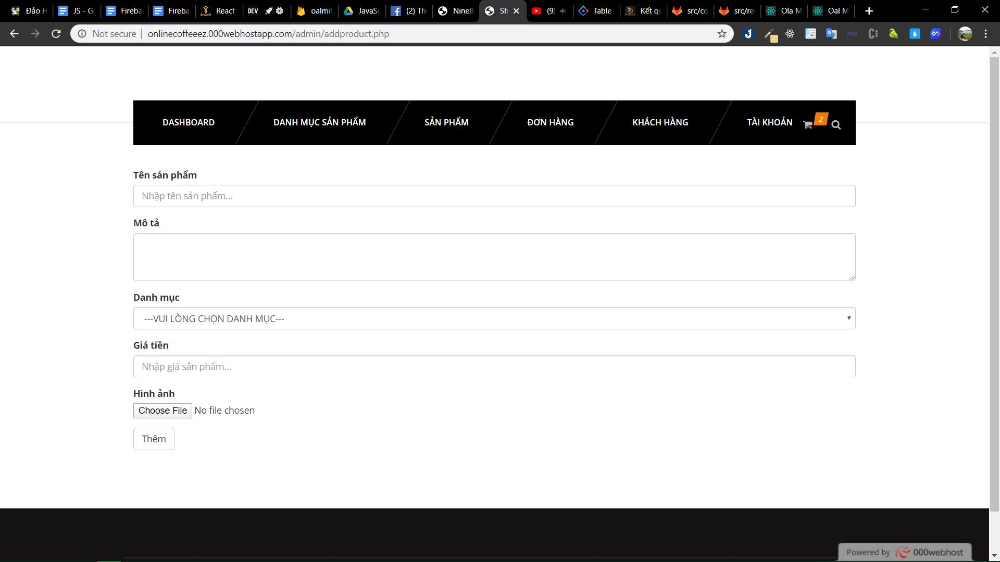 Đảo H
JS - Go
Fireba
Fireba
React
DEV
oalmil
JavaSc
(2) Th
Nine8
Sh
(9)
Table
Kết qu
src/co
src/re
Ola M
Oal M
Not secure
onlinecoffeeez.000webhostapp.com/admin/addproduct.php
php
DASHBOARD
DANH MỤC SẢN PHẨM
SẢN PHẨM
ĐƠN HÀNG
KHÁCH HÀNG
TÀI KHOẢN
2
Tên sản phẩm
Nhập tên sản phẩm...
Mô tả
Danh mục
---VUI LÒNG CHỌN DANH MỤC---
Giá tiền
Nhập giá sản phẩm...
Hình ảnh
Choose File No file chosen
Thêm
Powered by 000webhost